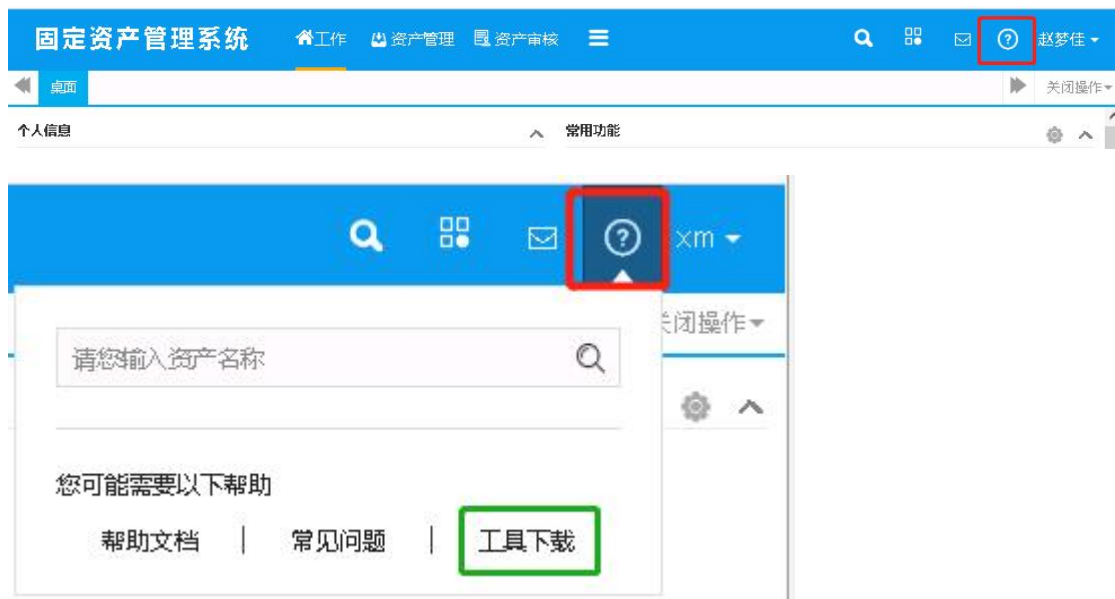 固定资产管理系统 工作 资产管理 资产审核 赵梦佳
桌面 关闭操作
个人信息 常用功能
xm
关闭操作
请您输入资产名称
您可能需要以下帮助
帮助文档 | 常见问题 | 工具下载